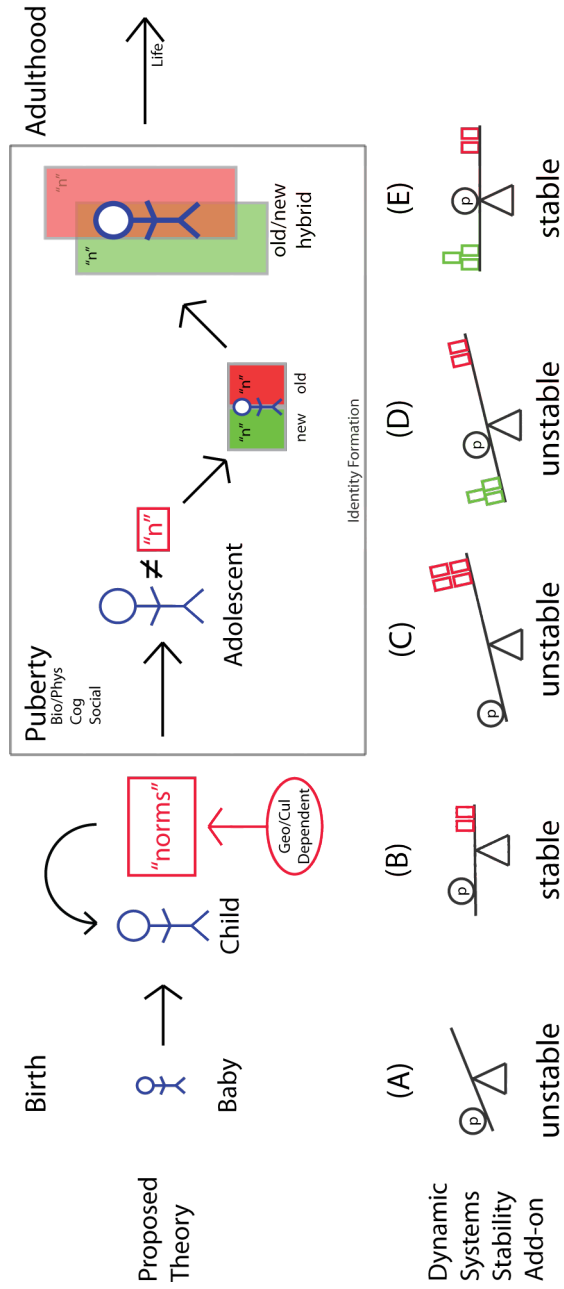 Birth
Puberty
Bio/Phys
Cog
Social
Adulthood
Life
Proposed
Theory
Baby
Child
"norms"
Geo/Cul
Dependent
Adolescent
≠
"n"
"n"
"n"
new
old
"n"
"n"
old/new
hybrid
Identity Formation
Dynamic
Systems
Stability
Add-on
(A)
p
unstable
(B)
p
stable
(C)
p
unstable
(D)
p
unstable
(E)
p
stable